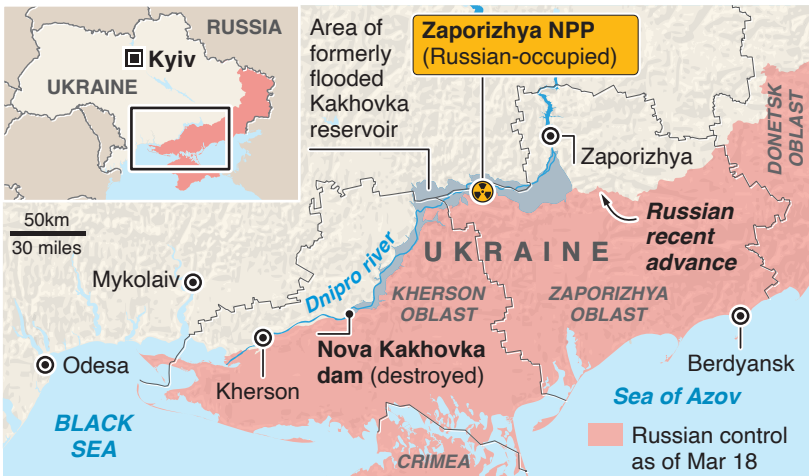 RUSSIA
Kyiv
UKRAINE
Area of
formerly
flooded
Kakhovka
reservoir
Zaporizhya NPP
(Russian-occupied)
DONETSK
OBLAST
Zaporizhya
50km
30 miles
Russian
recent
advance
UKRAINE
Mykolaiv
Dnipro river
KHERSON
OBLAST
ZAPORIZHYA
OBLAST
Odesa
Kherson
Nova Kakhovka
dam (destroyed)
Berdyansk
BLACK
SEA
Sea of Azov
Russian control
as of Mar 18
CRIMEA